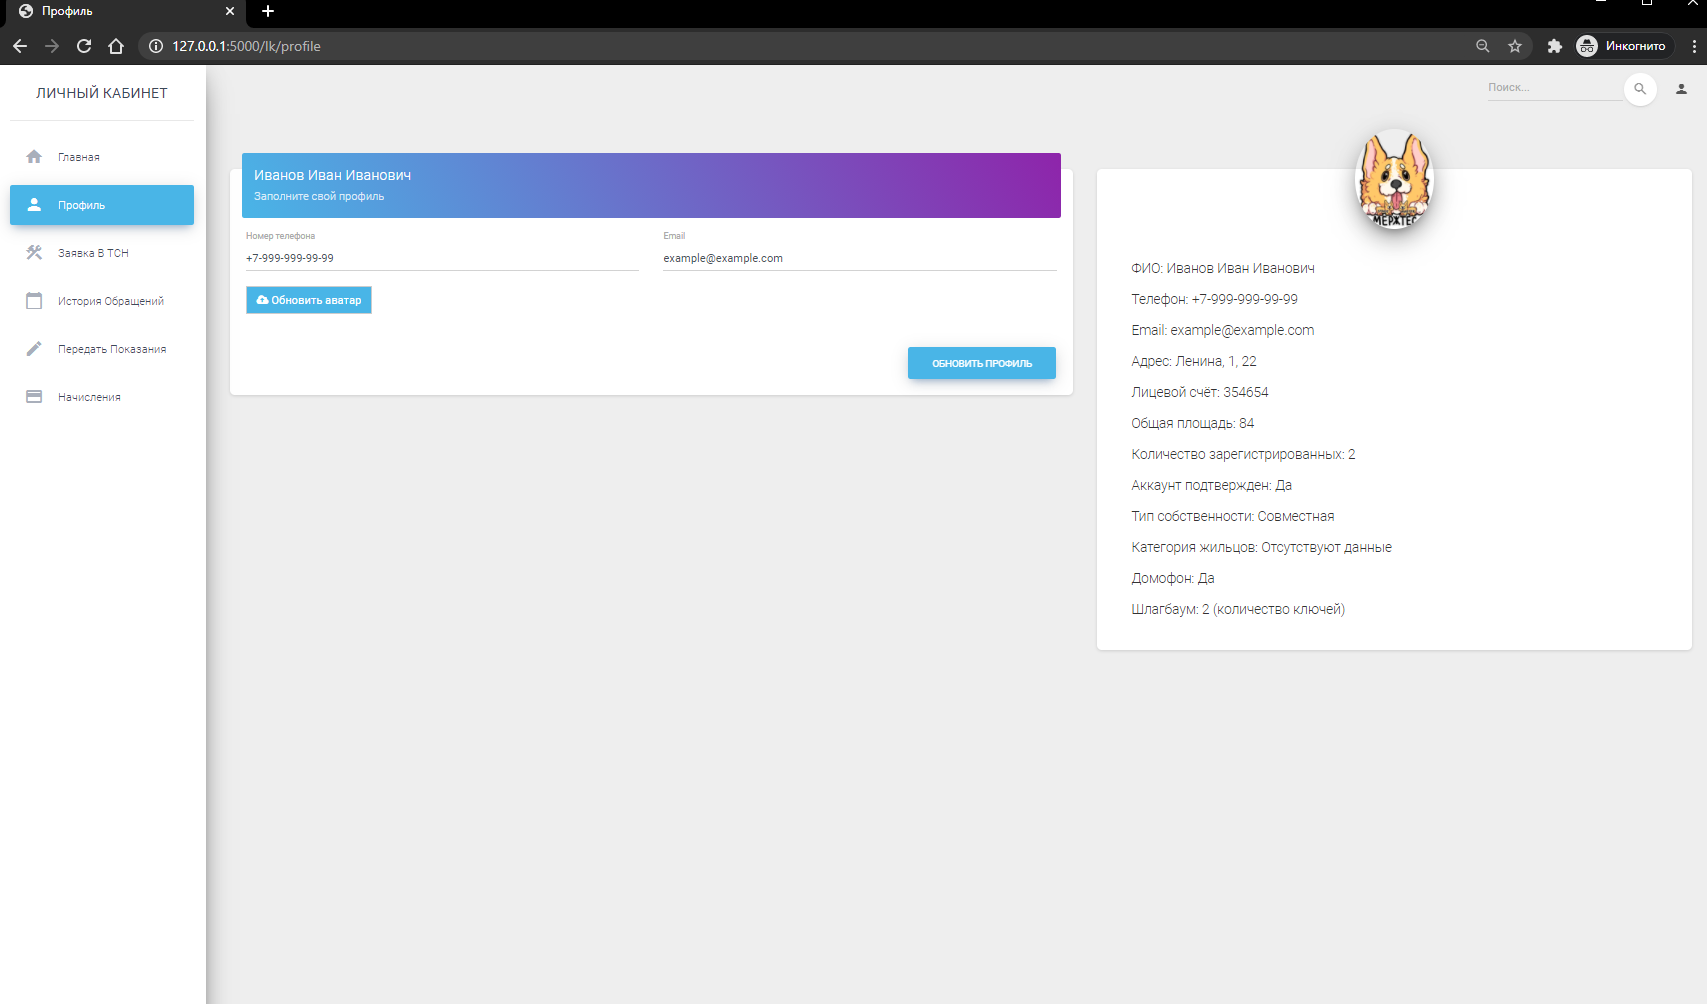 Профиль
127.0.0.1:5000/lk/profile
Инкогнито
ЛИЧНЫЙ КАБИНЕТ
Поиск...
Главная
Профиль
Заявка В ТСН
История Обращений
Передать Показания
Начисления
Иванов Иван Иванович
Заполните свой профиль
Номер телефона
Email
+7-999-999-99-99
example@example.com
Обновить аватар
ОБНОВИТЬ ПРОФИЛЬ
ФИО: Иванов Иван Иванович
Телефон: +7-999-999-99-99
Email: example@example.com
Адрес: Ленина, 1, 22
Лицевой счёт: 354654
Общая площадь: 84
Количество зарегистрированных: 2
Аккаунт подтвержден: Да
Тип собственности: Совместная
Категория жильцов: Отсутствуют данные
Домофон: Да
Шлагбаум: 2 (количество ключей)